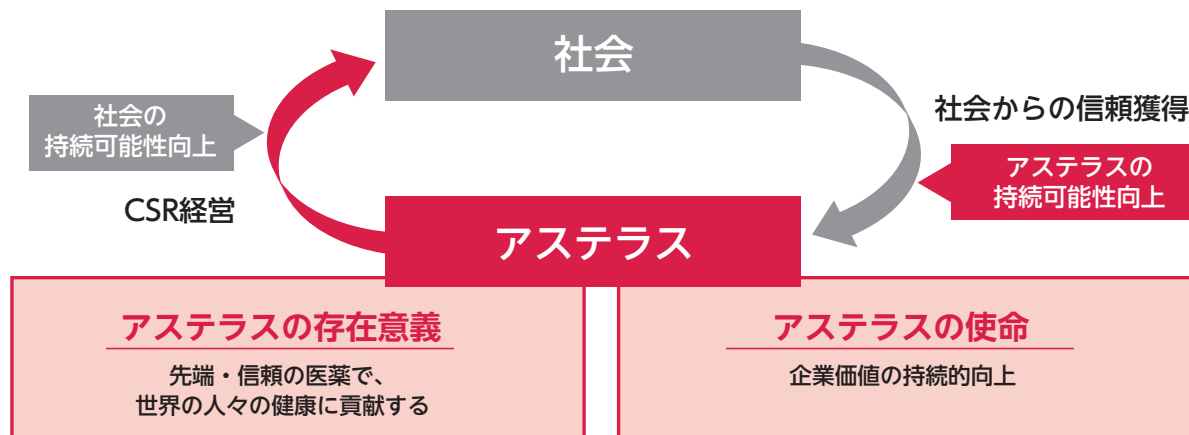 社会
社会の
持続可能性向上
CSR経営
社会からの信頼獲得
アステラスの
持続可能性向上
アステラス
アステラスの存在意義
先端・信頼の医薬で、
世界の人々の健康に貢献する
アステラスの使命
企業価値の持続的向上